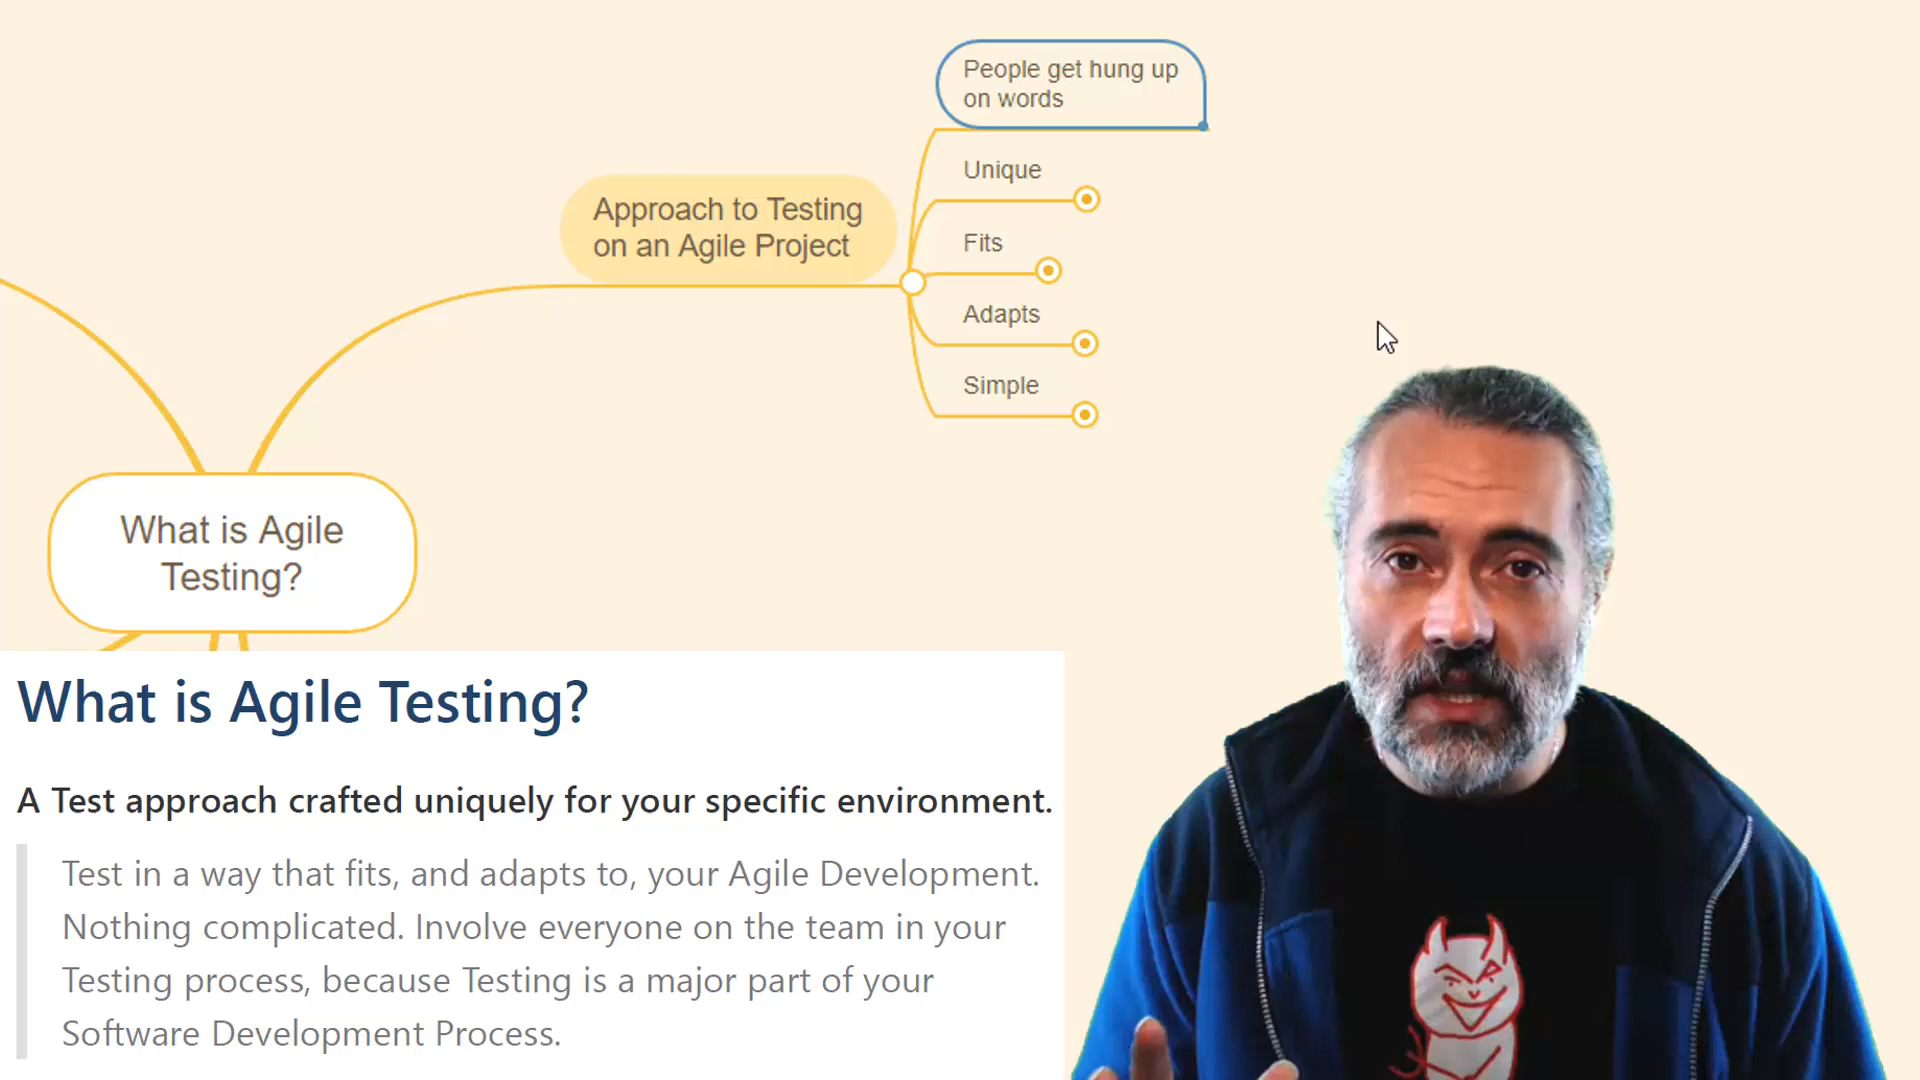 People get hung up
on words
Unique
Approach to Testing
on an Agile Project
Fits
Adapts
Simple
What is Agile
Testing?
What is Agile Testing?
A Test approach crafted uniquely for your specific environment.
Test in a way that fits, and adapts to, your Agile Development.
Nothing complicated. Involve everyone on the team in your
Testing process, because Testing is a major part of your
Software Development Process.